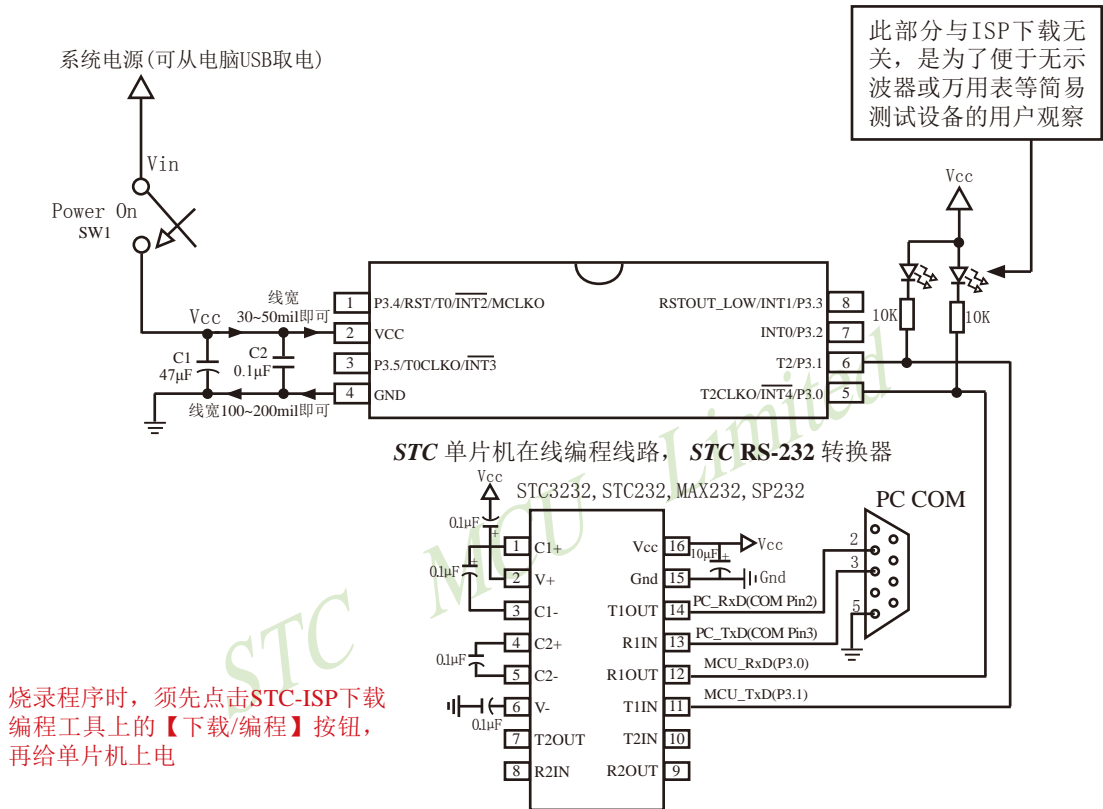 系统电源(可从电脑USB取电)
Vin
Power On
SW1
此部分与ISP下载无
关，是为了便于无示
波器或万用表等简易
测试设备的用户观察
Vcc
10K
10K
Vcc
线宽
30~50mil即可
C1
47μF
C2
0.1μF
线宽100~200mil即可
1 P3.4/RST/T0/INT2/MCLKO
2 VCC
3 P3.5/T0CLKO/INT3
4 GND
RSTOUT_LOW/INT1/P3.3 8
INT0/P3.2 7
T2/P3.1 6
T2CLKO/INT4/P3.0 5
STC 单片机在线编程线路， STC RS-232 转换器
STC3232,STC232,MAX232,SP232
Vcc
0.1μF
+
0.1μF
+
0.1μF
0.1μF
1 C1+
2 V+
3 C1-
4 C2+
5 C2-
6 V-
7 T2OUT
8 R2IN
Vcc 16
Gnd 15
T1OUT 14
R1IN 13
R1OUT 12
T1IN 11
T2IN 10
R2OUT 9
Vcc
10μF
+
Gnd
PC_RxD(COM Pin2)
PC_TxD(COM Pin3)
MCU_RxD(P3.0)
MCU_TxD(P3.1)
PC COM
2
3
5
烧录程序时，须先点击STC-ISP下载
编程工具上的【下载/编程】按钮，
再给单片机上电
STC MCU Limited